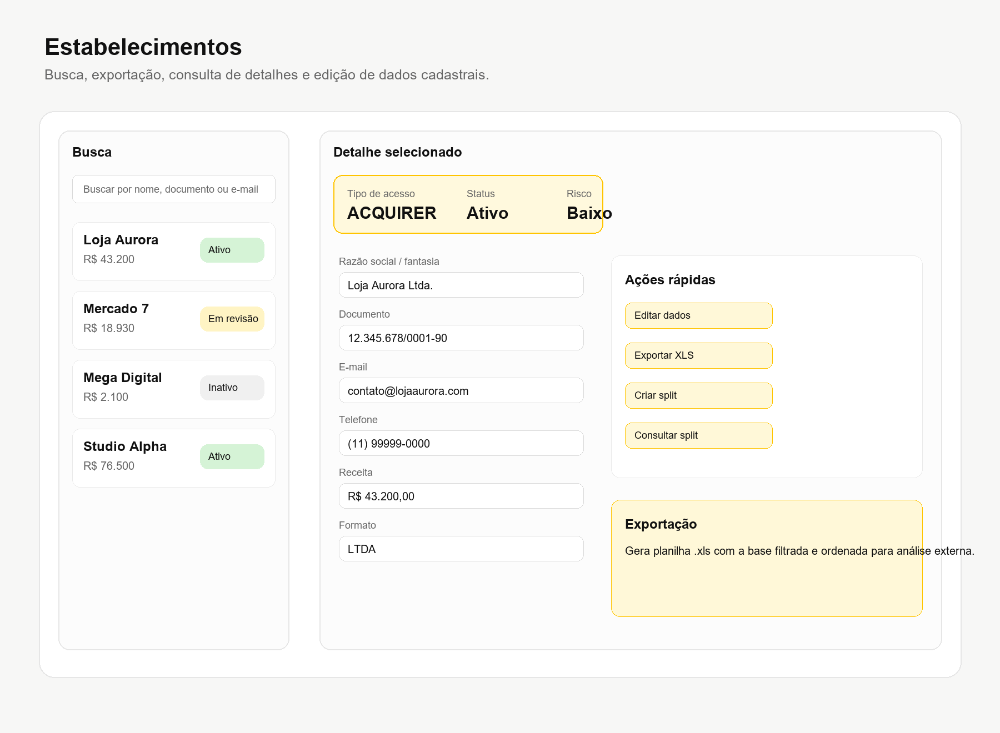 Estabelecimentos
Busca, exportação, consulta de detalhes e edição de dados cadastrais.
Busca
Buscar por nome, documento ou e-mail
Loja Aurora
R$ 43.200
Ativo
Mercado 7
R$ 18.930
Em revisão
Mega Digital
R$ 2.100
Inativo
Studio Alpha
R$ 76.500
Ativo
Detalhe selecionado
Tipo de acesso
ACQUIRER
Status
Ativo
Risco
Baixo
Razão social / fantasia
Loja Aurora Ltda.
Documento
12.345.678/0001-90
E-mail
contato@lojaaurora.com
Telefone
(11) 99999-0000
Receita
R$ 43.200,00
Formato
LTDA
Ações rápidas
Editar dados
Exportar XLS
Criar split
Consultar split
Exportação
Gera planilha .xls com a base filtrada e ordenada para análise externa.